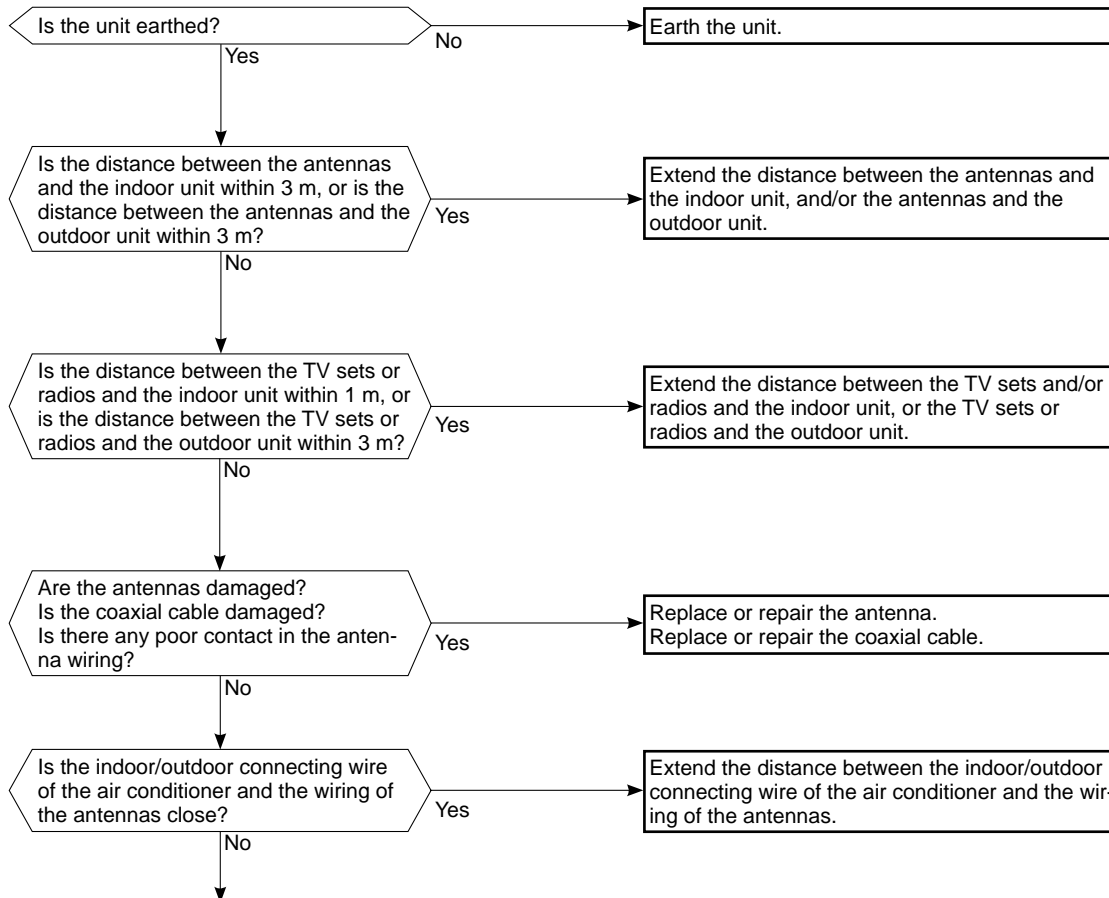 Is the unit earthed?
No
Earth the unit.
Yes
Is the distance between the antennas
and the indoor unit within 3 m, or is the
distance between the antennas and the
outdoor unit within 3 m?
Yes
Extend the distance between the antennas and
the indoor unit, and/or the antennas and the
outdoor unit.
No
Is the distance between the TV sets or
radios and the indoor unit within 1 m, or
is the distance between the TV sets or
radios and the outdoor unit within 3 m?
Yes
Extend the distance between the TV sets and/or
radios and the indoor unit, or the TV sets or
radios and the outdoor unit.
No
Are the antennas damaged?
Is the coaxial cable damaged?
Is there any poor contact in the anten-
na wiring?
Yes
Replace or repair the antenna.
Replace or repair the coaxial cable.
No
Is the indoor/outdoor connecting wire
of the air conditioner and the wiring of
the antennas close?
Yes
Extend the distance between the indoor/outdoor
connecting wire of the air conditioner and the wir-
ing of the antennas.
No